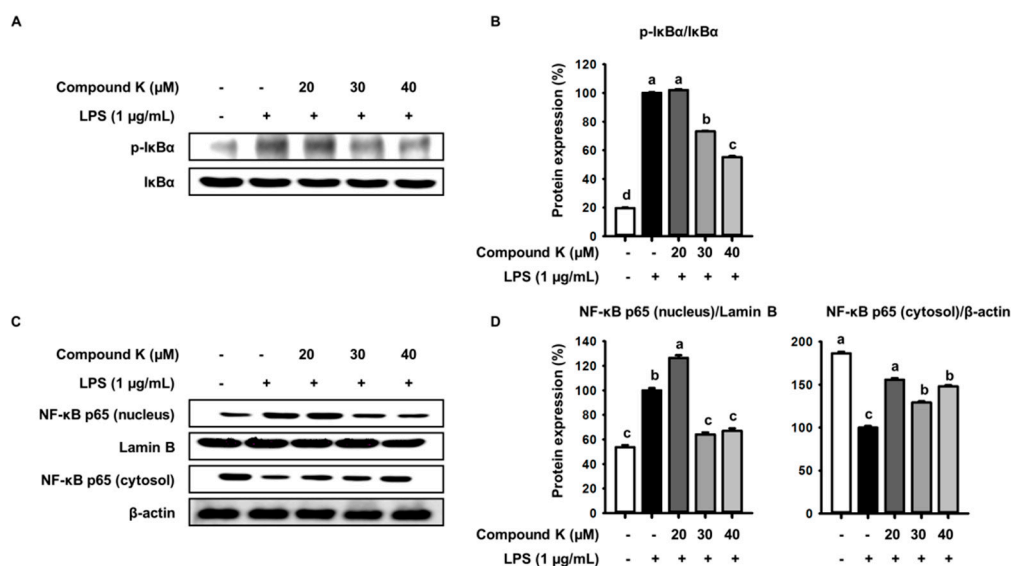 A
Compound K (µM) - - 20 30 40
LPS (1 µg/mL) - + + + +
p-IκBα
IκBα
B
p-IκBα/IκBα
Protein expression (%)
120
100
80
60
40
20
0
d a a b c
Compound K (µM) - - 20 30 40
LPS (1 µg/mL) - + + + +
C
Compound K (µM) - - 20 30 40
LPS (1 µg/mL) - + + + +
NF-κB p65 (nucleus)
Lamin B
NF-κB p65 (cytosol)
β-actin
D
NF-κB p65 (nucleus)/Lamin B
Protein expression (%)
140
120
100
80
60
40
20
0
c b a c c
Compound K (µM) - - 20 30 40
LPS (1 µg/mL) - + + + +
NF-κB p65 (cytosol)/β-actin
200
150
100
50
0
a c a b b
- - 20 30 40
- + + + +